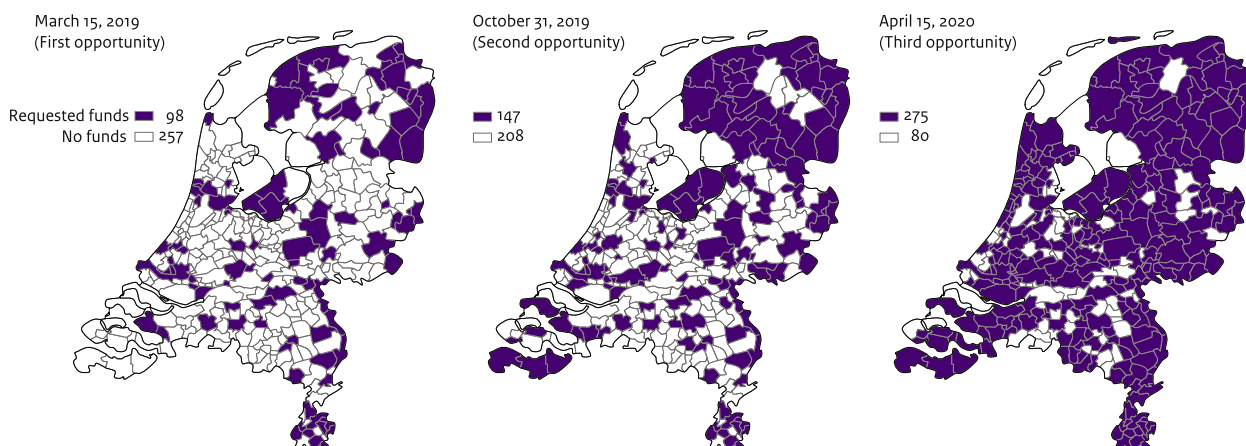 March 15, 2019
(First opportunity)
Requested funds 98
No funds 257
October 31, 2019
(Second opportunity)
147
208
April 15, 2020
(Third opportunity)
275
80